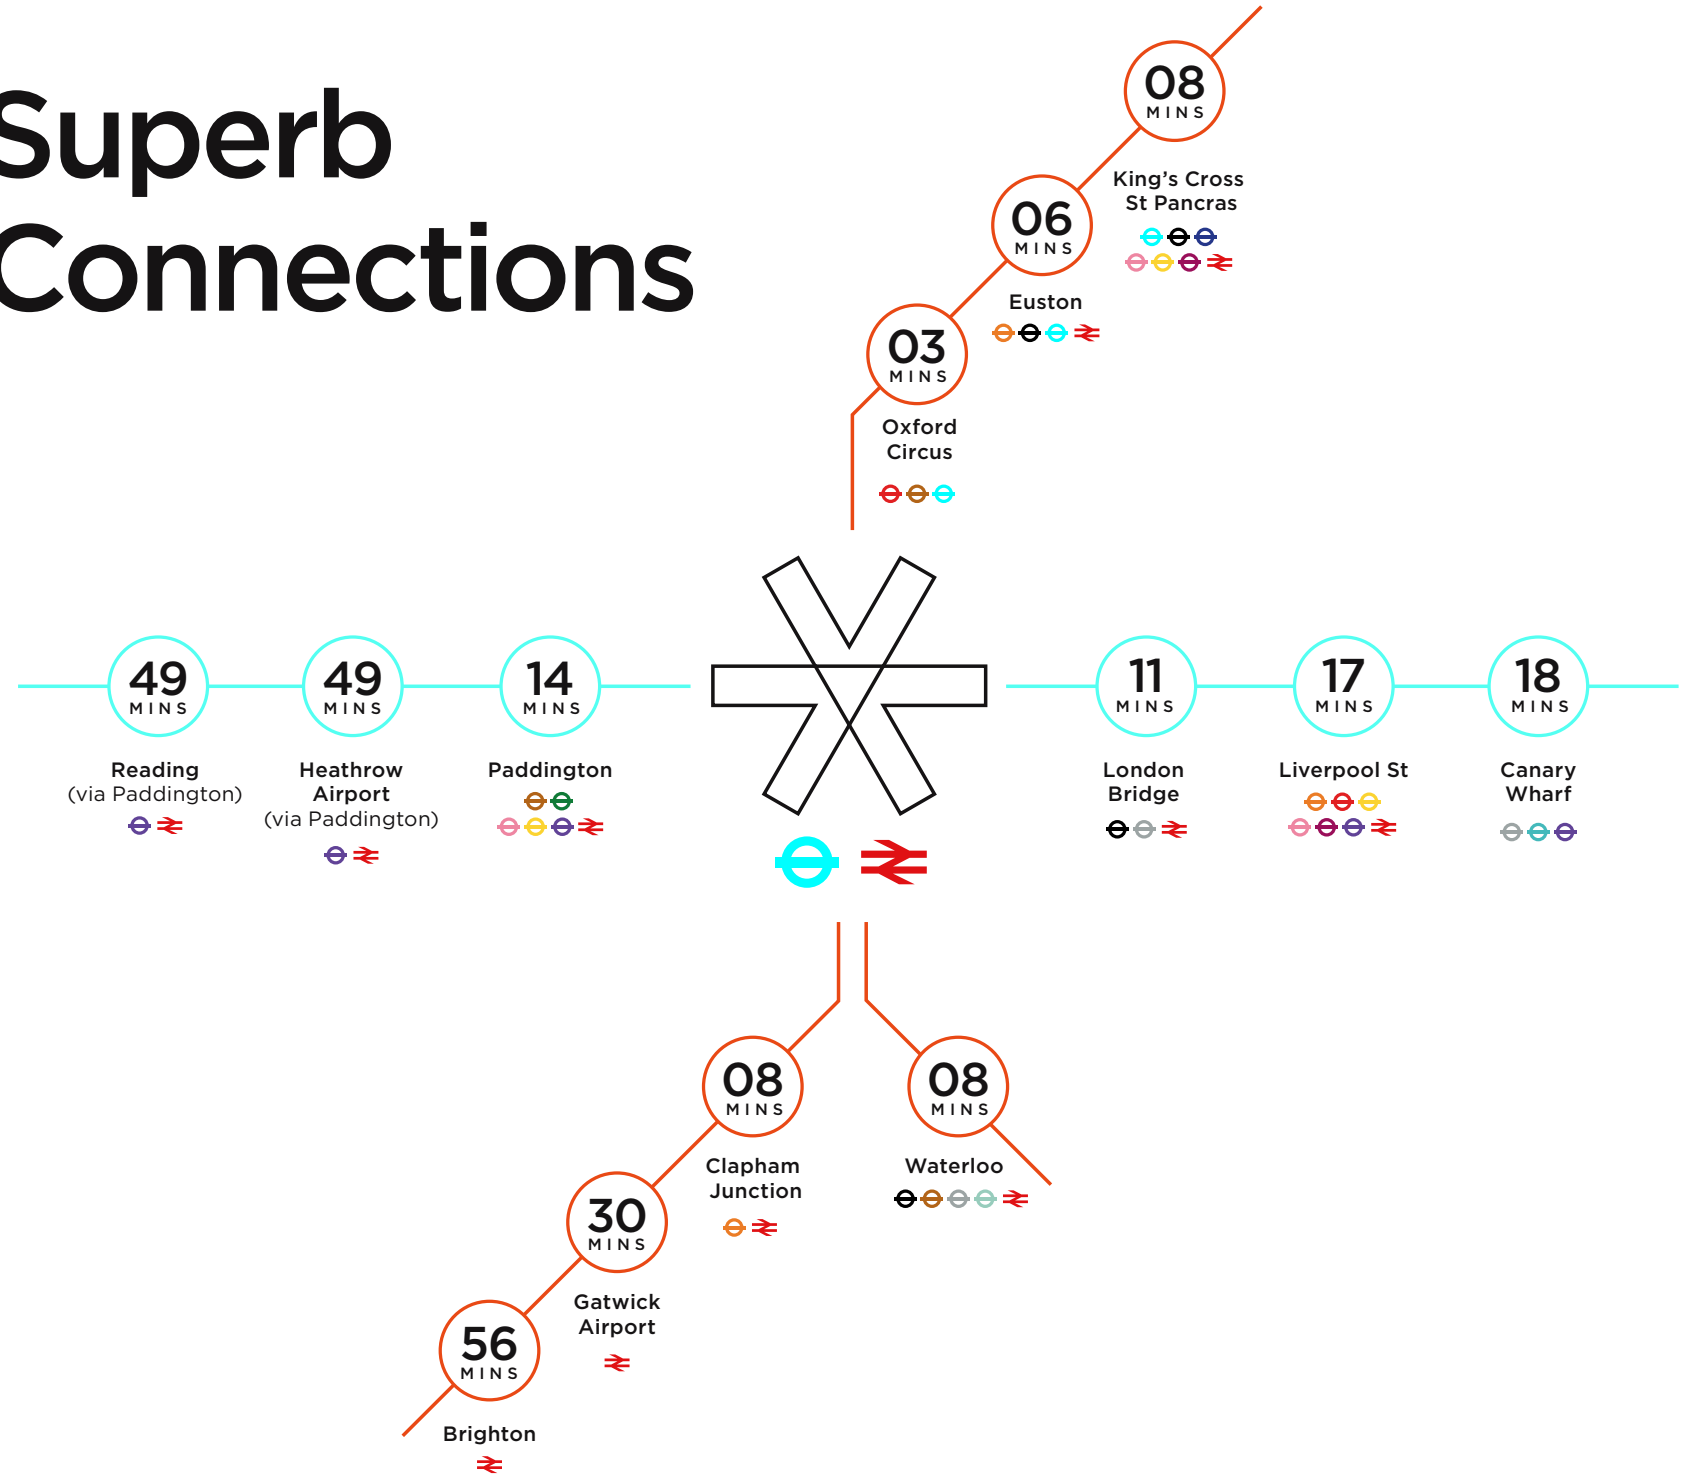 Superb
Connections
08
MINS
King's Cross
St Pancras
06
MINS
Euston
03
MINS
Oxford
Circus
49
MINS
Reading
(via Paddington)
49
MINS
Heathrow
Airport
(via Paddington)
14
MINS
Paddington
11
MINS
London
Bridge
17
MINS
Liverpool St
18
MINS
Canary
Wharf
08
MINS
Clapham
Junction
08
MINS
Waterloo
30
MINS
Gatwick
Airport
56
MINS
Brighton